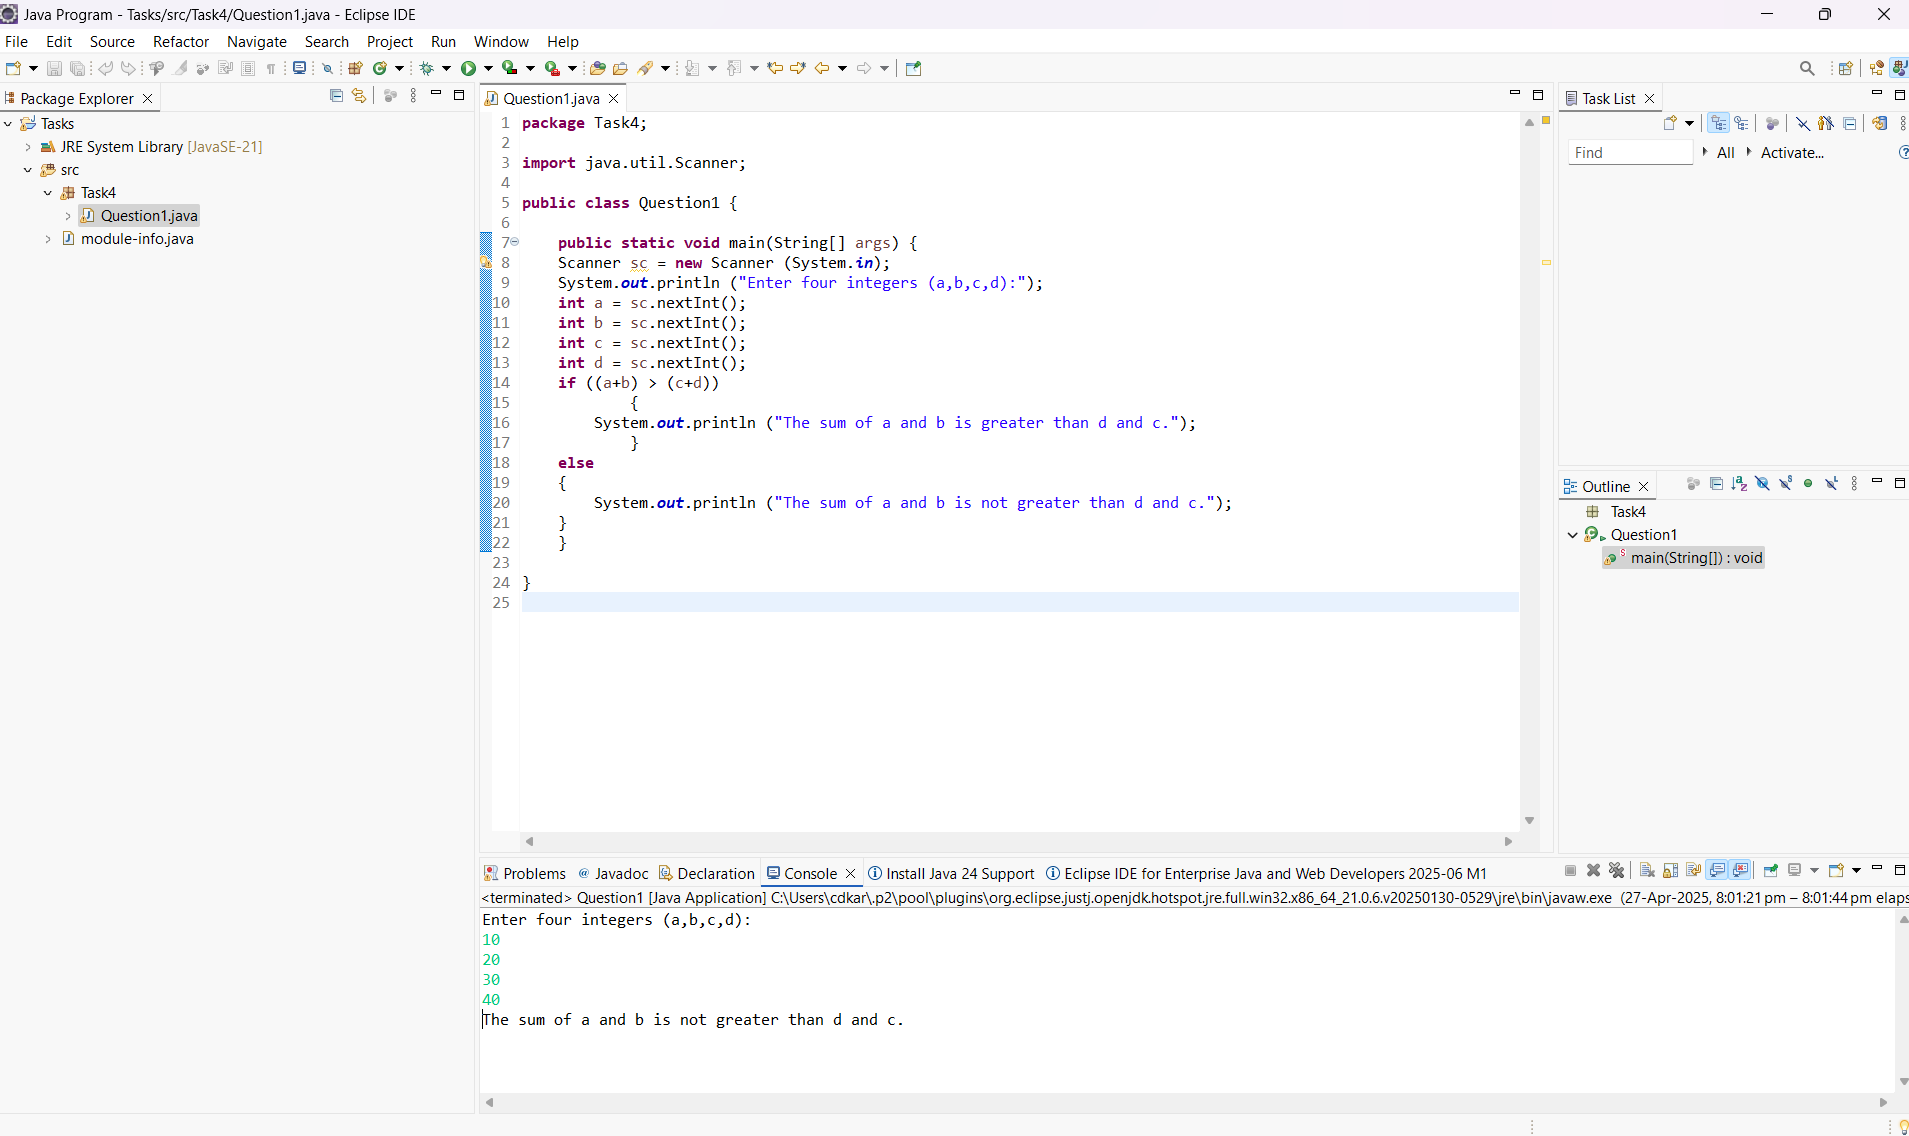 Java Program - Tasks/src/Task4/Question1.java - Eclipse IDE
File Edit Source Refactor Navigate Search Project Run Window Help
Package Explorer
Tasks
JRE System Library [JavaSE-21]
src
Task4
Question1.java
module-info.java
Question1.java
1 package Task4;
2
3 import java.util.Scanner;
4
5 public class Question1 {
6
7 public static void main(String[] args) {
8 Scanner sc = new Scanner (System.in);
9 System.out.println ("Enter four integers (a,b,c,d):");
10 int a = sc.nextInt();
11 int b = sc.nextInt();
12 int c = sc.nextInt();
13 int d = sc.nextInt();
14 if ((a+b) > (c+d))
15 {
16 System.out.println ("The sum of a and b is greater than d and c.");
17 }
18 else
19 {
20 System.out.println ("The sum of a and b is not greater than d and c.");
21 }
22 }
23
24 }
25
Task List
Find All Activate...
Outline
Task4
Question1
main(String[]) : void
Problems @ Javadoc Declaration Console Install Java 24 Support Eclipse IDE for Enterprise Java and Web Developers 2025-06 M1
<terminated> Question1 [Java Application] C:\Users\cdkar\.p2\pool\plugins\org.eclipse.justj.openjdk.hotspot.jre.full.win32.x86_64_21.0.6.v20250130-0529\jre\bin\javaw.exe (27-Apr-2025, 8:01:21 pm – 8:01:44 pm elaps
Enter four integers (a,b,c,d):
10
20
30
40
The sum of a and b is not greater than d and c.